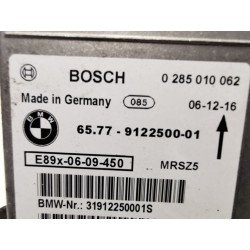 BOSCH 0 285 010 062
Made in Germany 085 06-12-16
BMW 65.77 - 9122500-01
E89x-06-09-450 MRSZ5
BMW-Nr.: 31912250001S